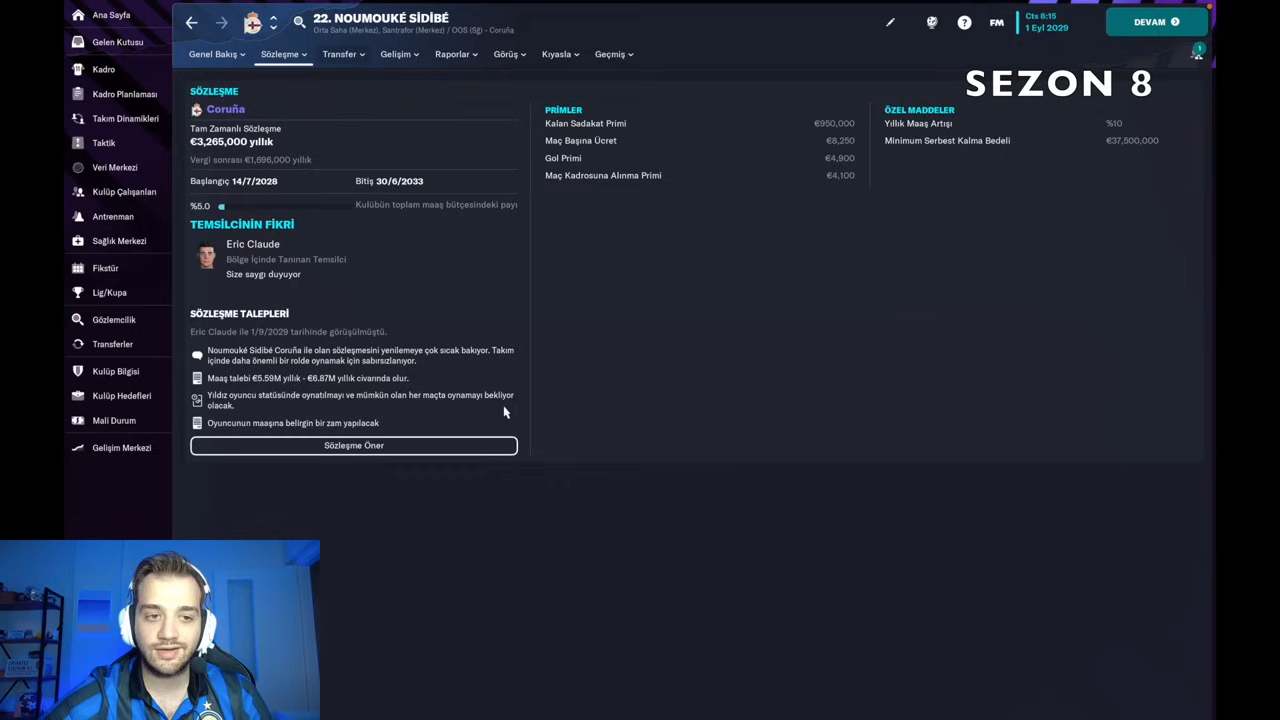 Ana Sayfa
Gelen Kutusu
Kadro
Kadro Planlaması
Takım Dinamikleri
Taktik
Veri Merkezi
Kulüp Çalışanları
Antrenman
Sağlık Merkezi
Fikstür
Lig/Kupa
Gözlemcilik
Transferler
Kulüp Bilgisi
Kulüp Hedefleri
Mali Durum
Gelişim Merkezi
22. NOUMOUKÉ SİDİBÉ
Orta Saha (Merkez), Santrafor (Merkez) / OOS (Sğ) - Coruña
FM
Cts 8:15
1 Eyl 2029
DEVAM
1
Genel Bakış
Sözleşme
Transfer
Gelişim
Raporlar
Görüş
Kıyasla
Geçmiş
SEZON 8
SÖZLEŞME
Coruña
Tam Zamanlı Sözleşme
€3,265,000 yıllık
Vergi sonrası €1,696,000 yıllık
Başlangıç 14/7/2028
Bitiş 30/6/2033
%5.0
Kulübün toplam maaş bütçesindeki payı
TEMSİLCİNİN FİKRİ
Eric Claude
Bölge İçinde Tanınan Temsilci
Size saygı duyuyor
SÖZLEŞME TALEPLERİ
Eric Claude ile 1/9/2029 tarihinde görüşülmüştü.
Noumouké Sidibé Coruña ile olan sözleşmesini yenilemeye çok sıcak bakıyor. Takım
içinde daha önemli bir rolde oynamak için sabırsızlanıyor.
Maaş talebi €5.59M yıllık - €6.87M yıllık civarında olur.
Yıldız oyuncu statüsünde oynatılmayı ve mümkün olan her maçta oynamayı bekliyor
olacak.
Oyuncunun maaşına belirgin bir zam yapılacak
Sözleşme Öner
PRİMLER
Kalan Sadakat Primi €950,000
Maç Başına Ücret €8,250
Gol Primi €4,900
Maç Kadrosuna Alınma Primi €4,100
ÖZEL MADDELER
Yıllık Maaş Artışı %10
Minimum Serbest Kalma Bedeli €37,500,000